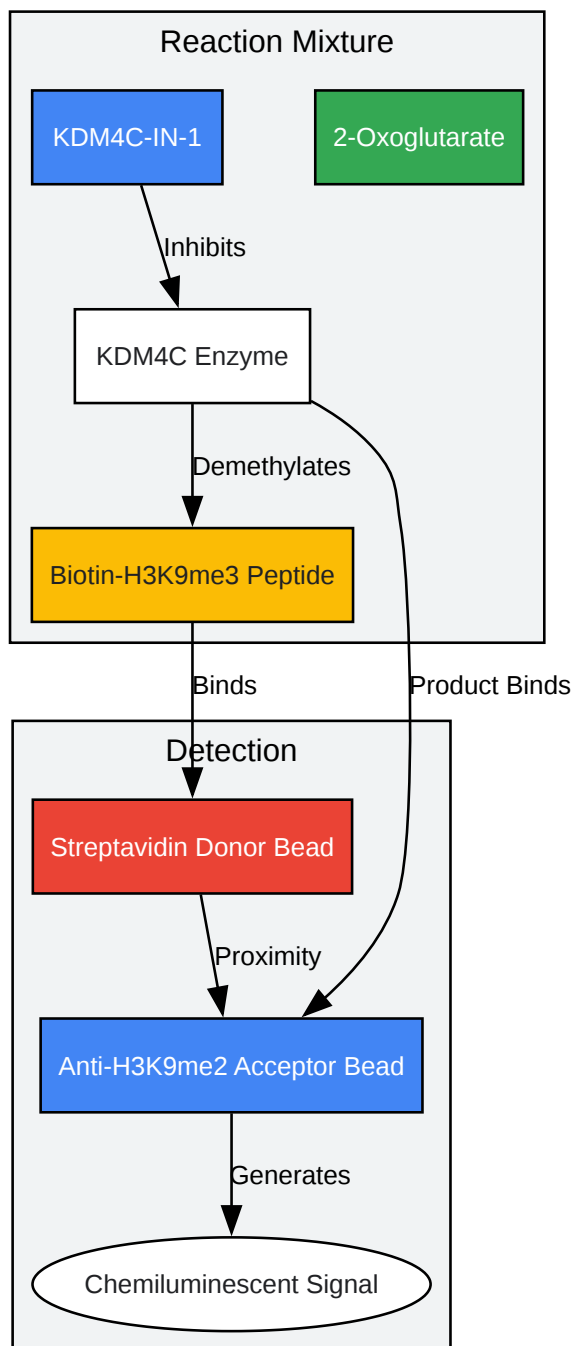 Reaction Mixture
KDM4C-IN-1
2-Oxoglutarate
Inhibits
KDM4C Enzyme
Demethylates
Biotin-H3K9me3 Peptide
Binds
Product Binds
Detection
Streptavidin Donor Bead
Proximity
Anti-H3K9me2 Acceptor Bead
Generates
Chemiluminescent Signal